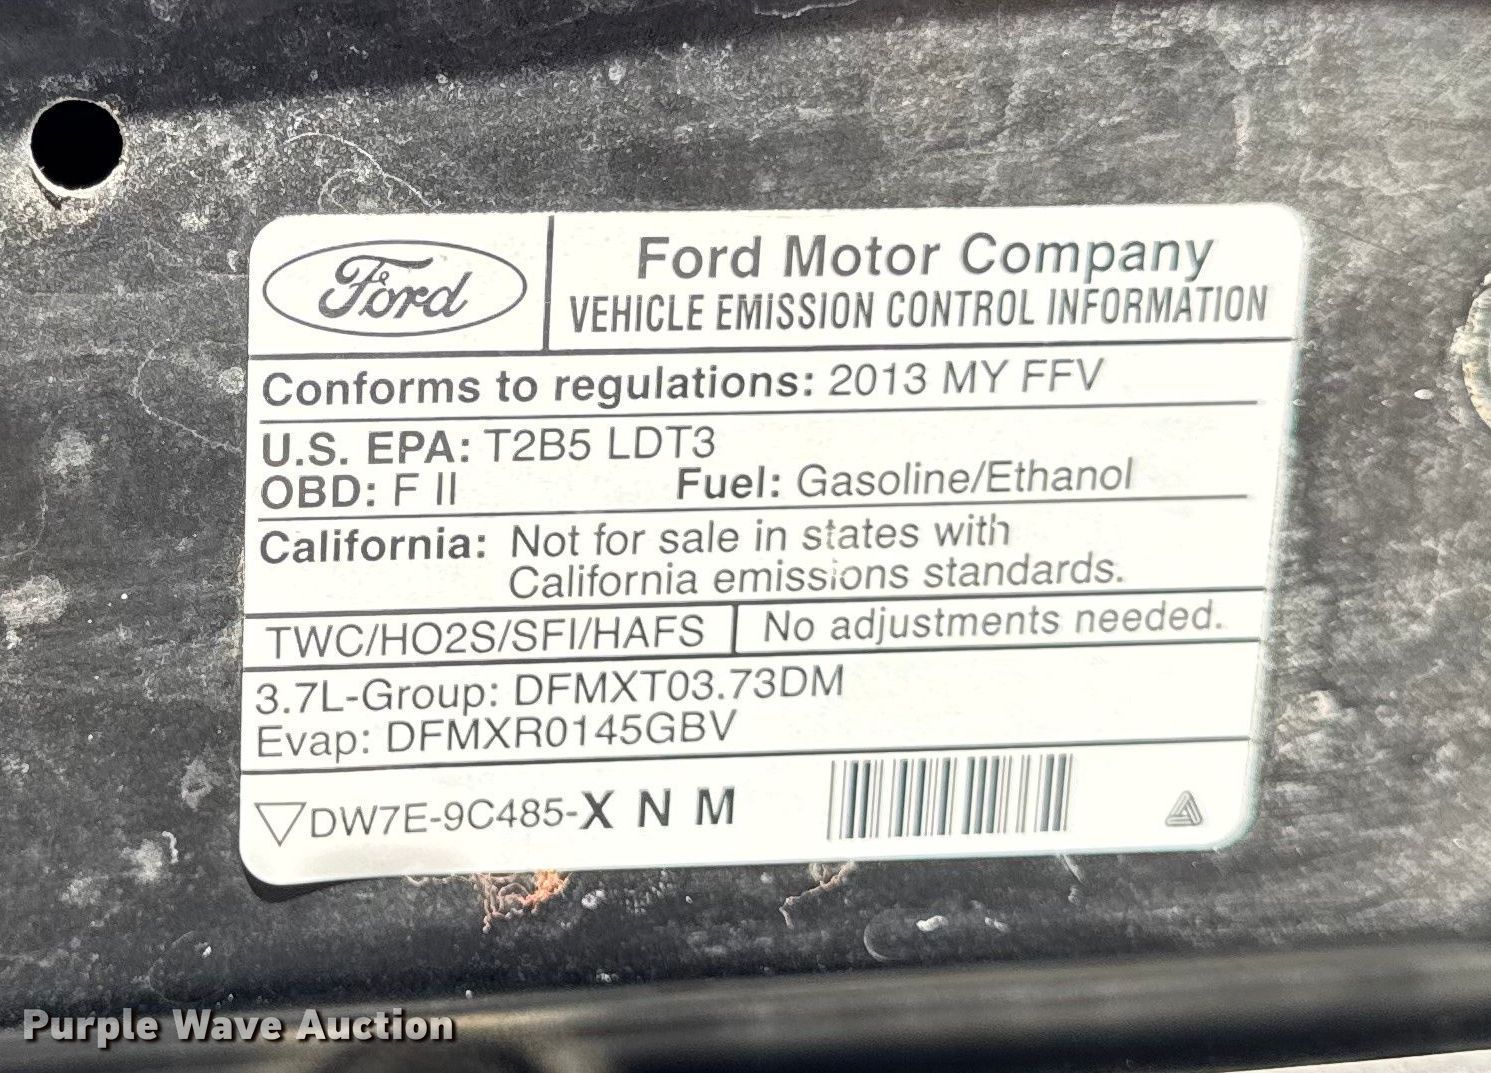 Ford
Ford Motor Company
VEHICLE EMISSION CONTROL INFORMATION
Conforms to regulations: 2013 MY FFV
U.S. EPA: T2B5 LDT3
OBD: F II Fuel: Gasoline/Ethanol
California: Not for sale in states with
California emissions standards.
TWC/HO2S/SFI/HAFS No adjustments needed.
3.7L-Group: DFMXT03.73DM
Evap: DFMXR0145GBV
DW7E-9C485-X N M
Purple Wave Auction